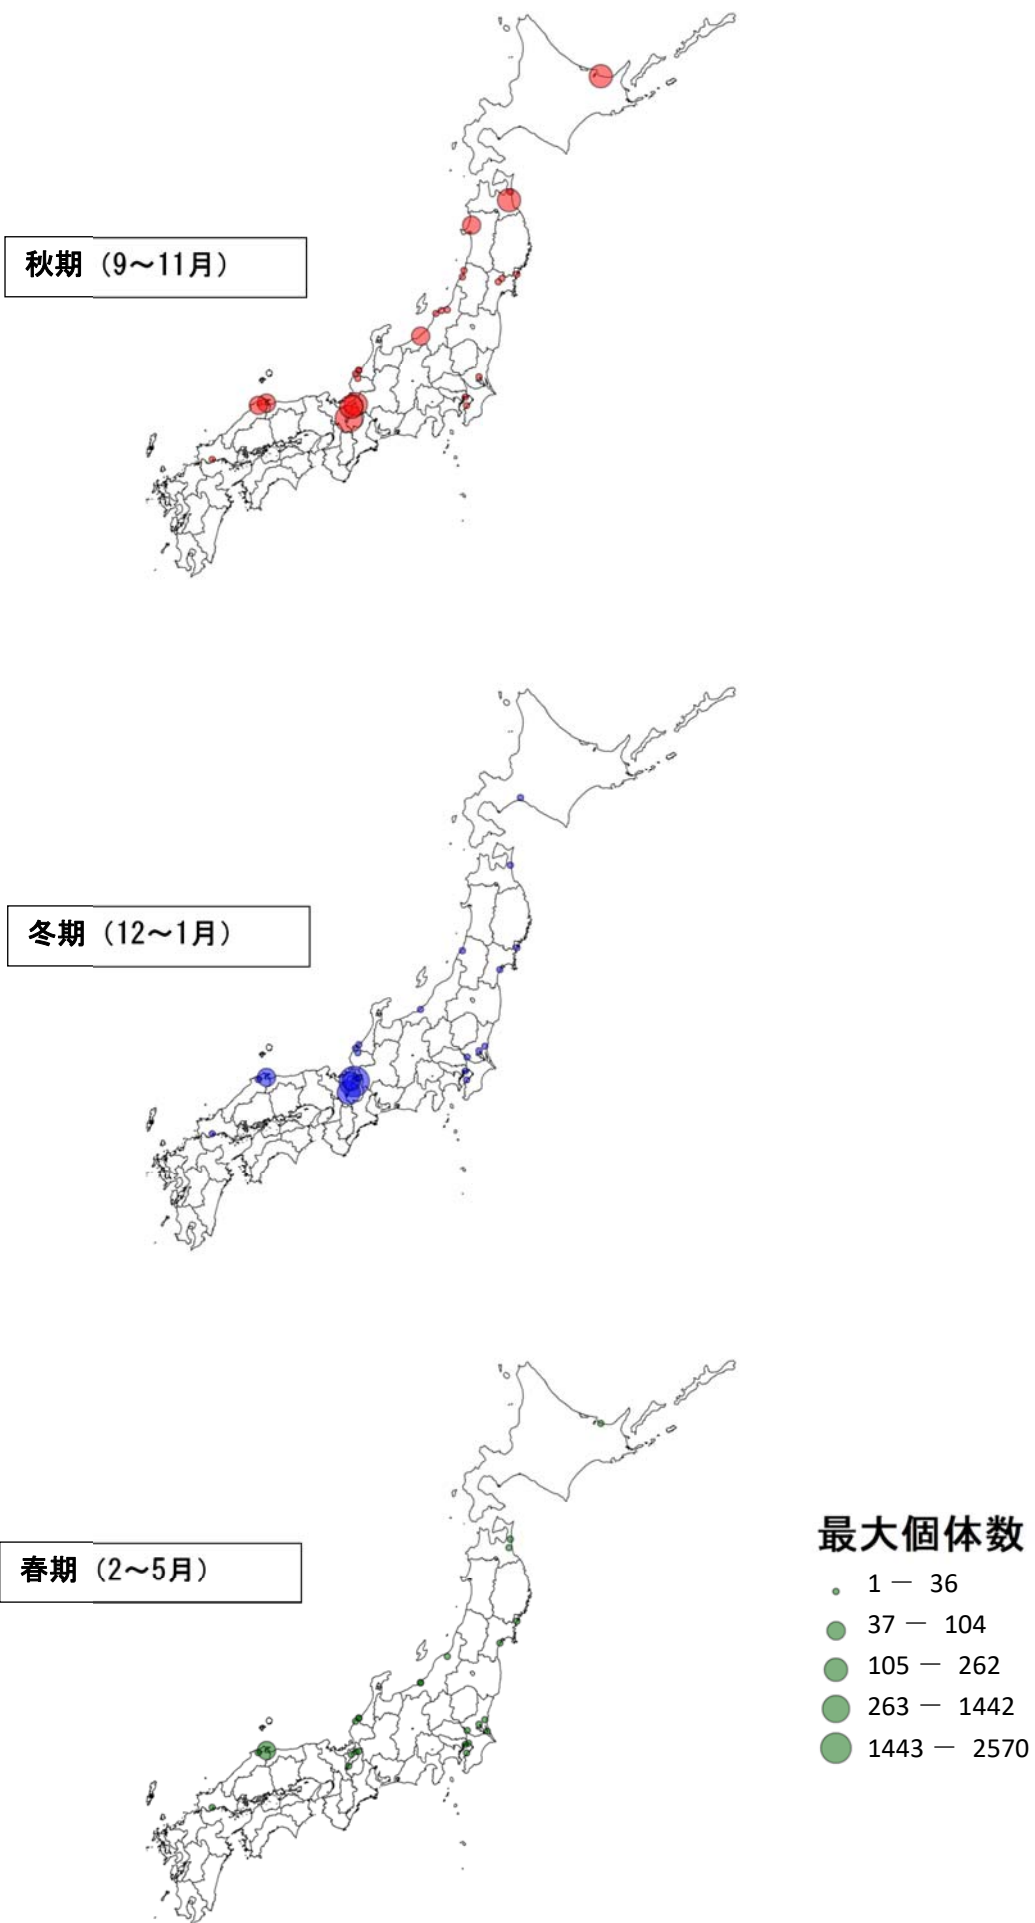 秋期（9～11月）
冬期（12～1月）
春期（2～5月）
最大個体数
1 － 36
37 － 104
105 － 262
263 － 1442
1443 － 2570